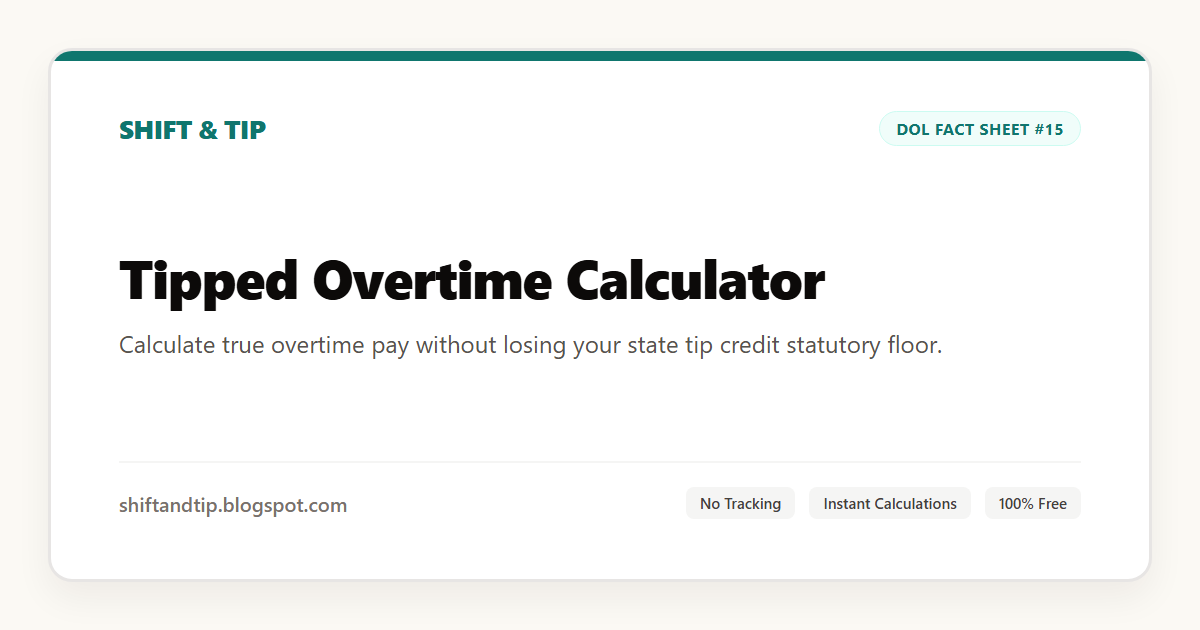 SHIFT & TIP
DOL FACT SHEET #15
Tipped Overtime Calculator
Calculate true overtime pay without losing your state tip credit statutory floor.
shiftandtip.blogspot.com
No Tracking
Instant Calculations
100% Free